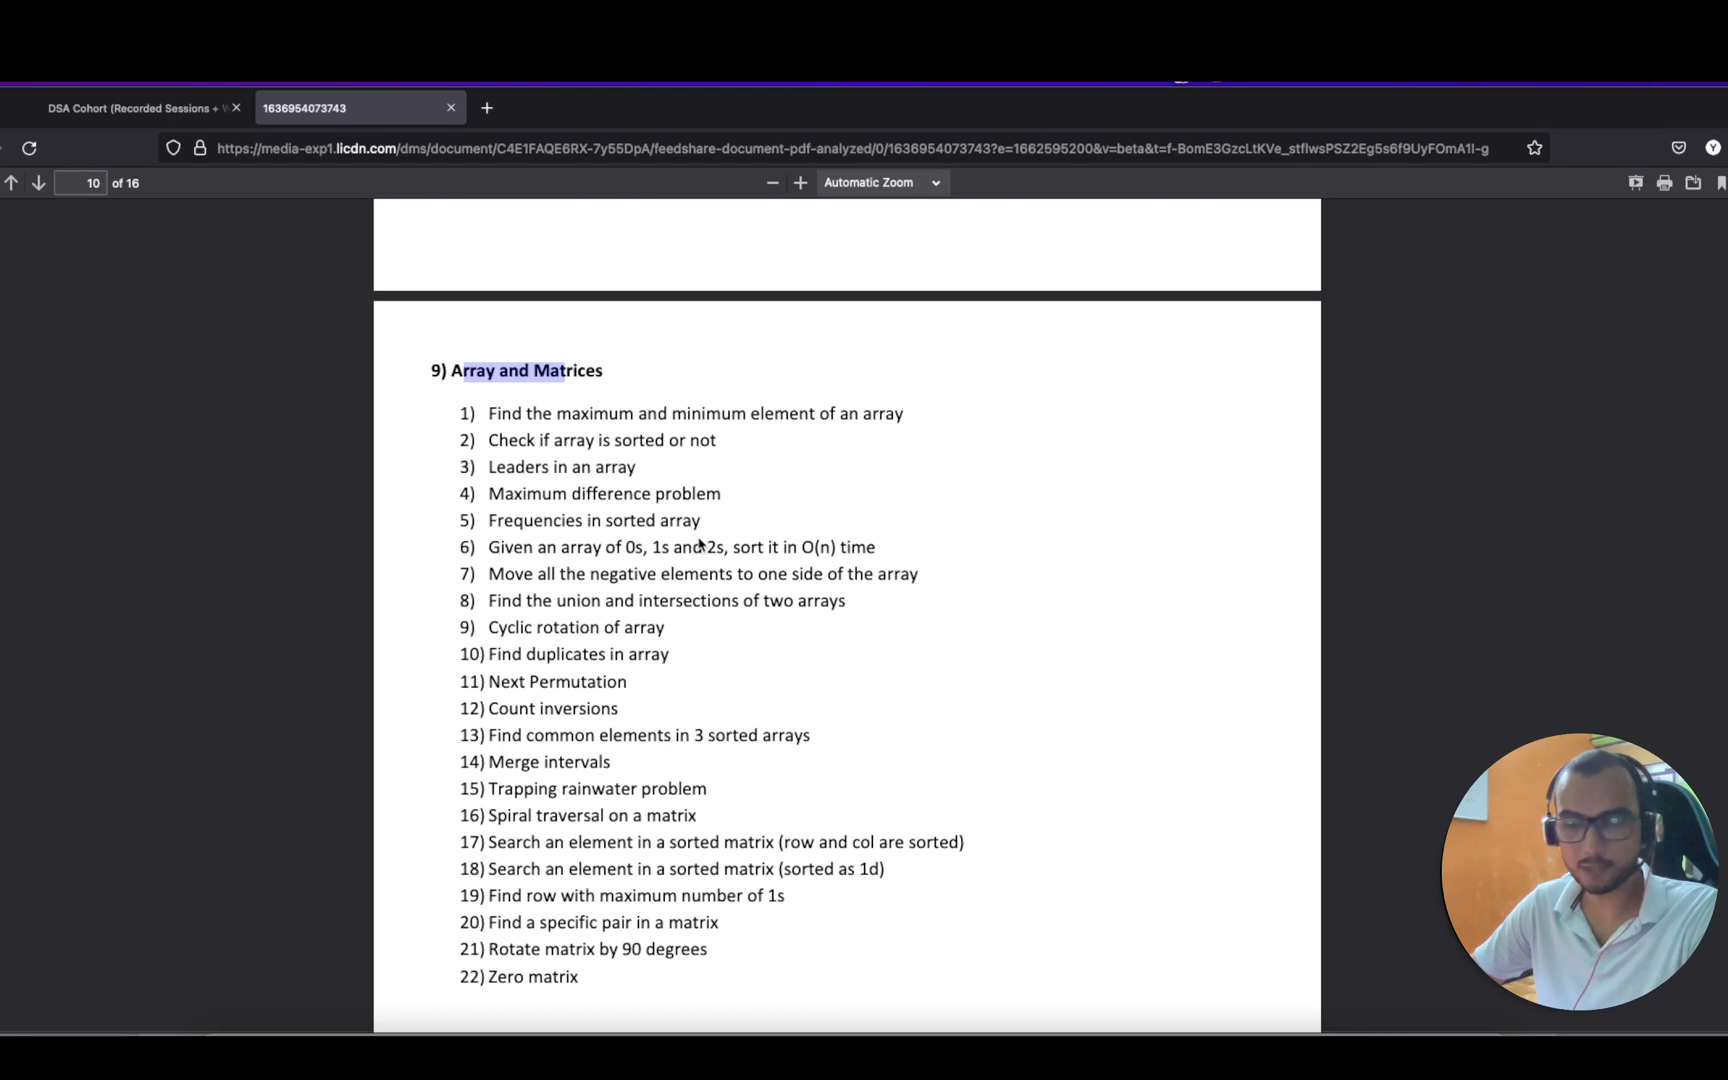 DSA Cohort (Recorded Sessions +
1636954073743
https://media-exp1.licdn.com/dms/document/C4E1FAQE6RX-7y55DpA/feedshare-document-pdf-analyzed/0/1636954073743?e=1662595200&v=beta&t=f-BomE3GzcLtKVe_stflwsPSZ2Eg5s6f9UyFOmA1I-g
Y
10 of 16
Automatic Zoom
9) Array and Matrices
1) Find the maximum and minimum element of an array
2) Check if array is sorted or not
3) Leaders in an array
4) Maximum difference problem
5) Frequencies in sorted array
6) Given an array of 0s, 1s and 2s, sort it in O(n) time
7) Move all the negative elements to one side of the array
8) Find the union and intersections of two arrays
9) Cyclic rotation of array
10) Find duplicates in array
11) Next Permutation
12) Count inversions
13) Find common elements in 3 sorted arrays
14) Merge intervals
15) Trapping rainwater problem
16) Spiral traversal on a matrix
17) Search an element in a sorted matrix (row and col are sorted)
18) Search an element in a sorted matrix (sorted as 1d)
19) Find row with maximum number of 1s
20) Find a specific pair in a matrix
21) Rotate matrix by 90 degrees
22) Zero matrix